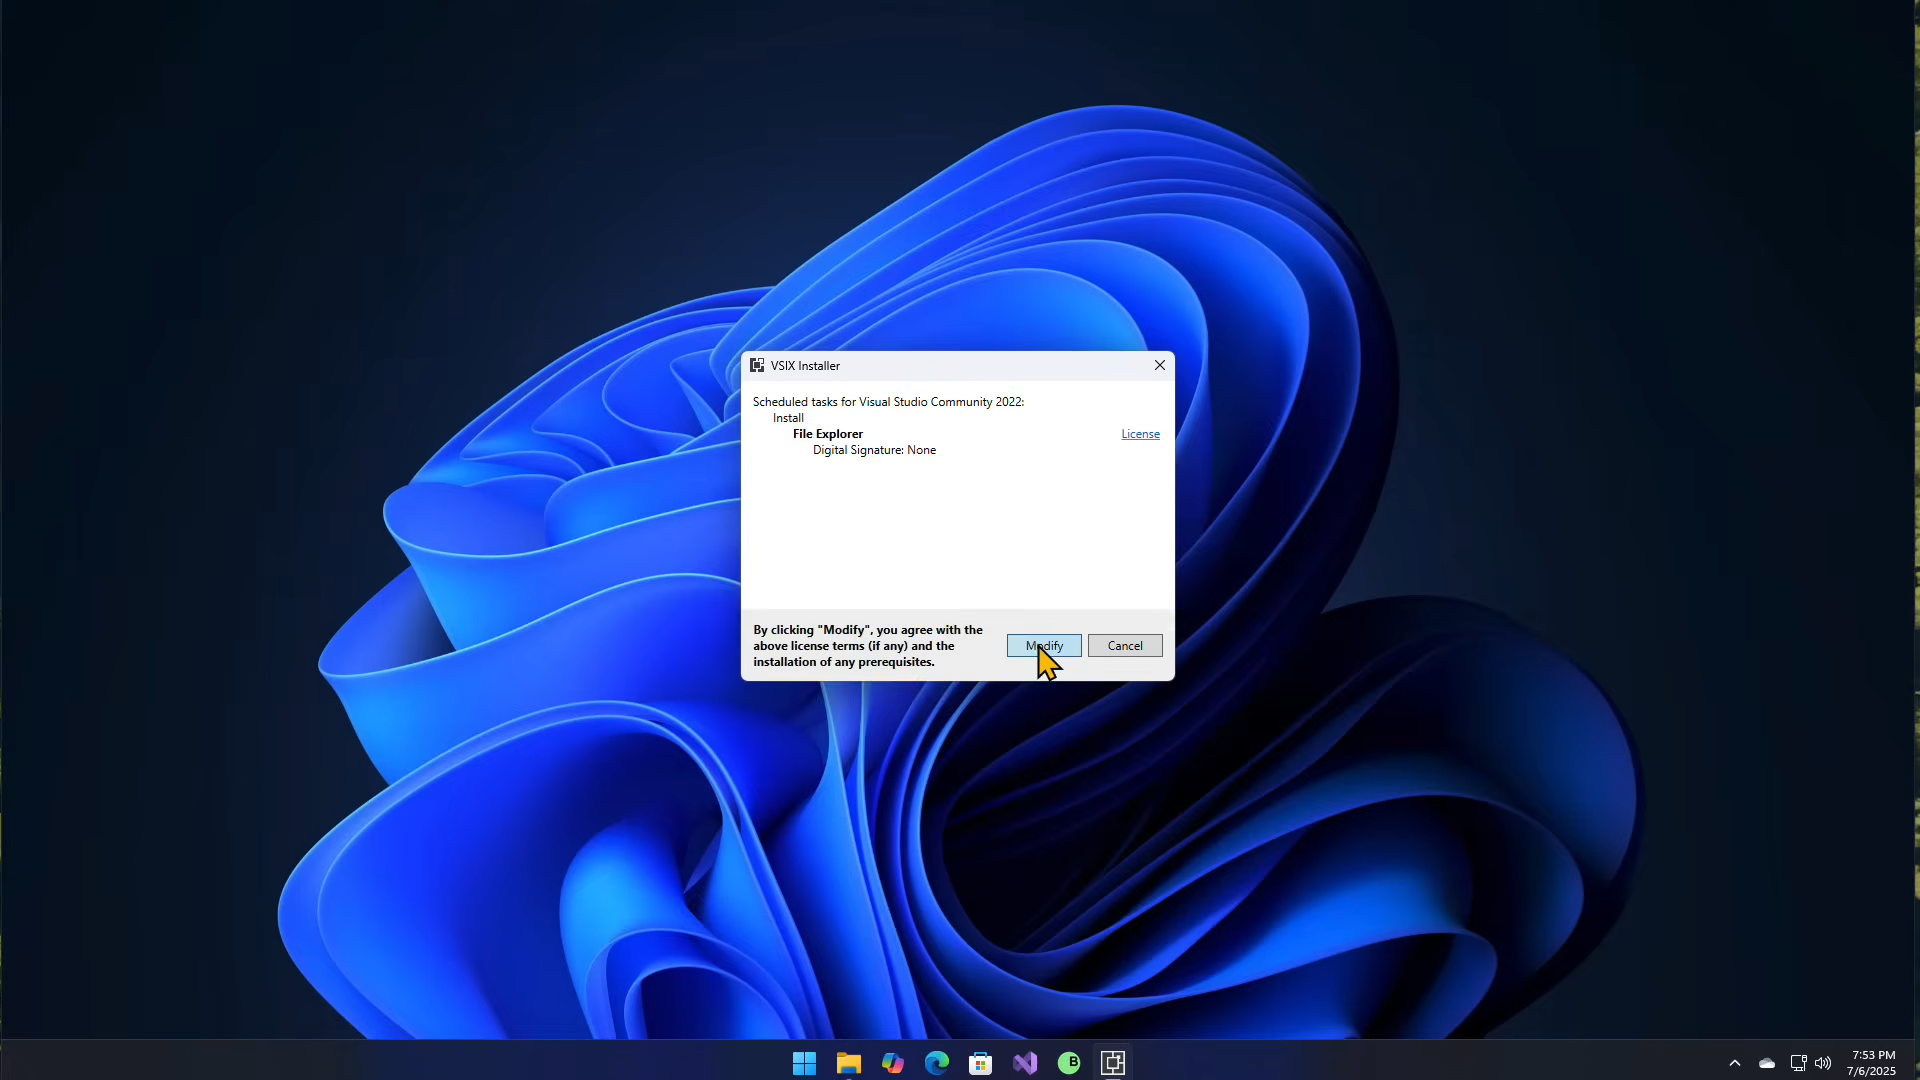 VSIX Installer
Scheduled tasks for Visual Studio Community 2022:
Install
File Explorer
License
Digital Signature: None
By clicking "Modify", you agree with the
above license terms (if any) and the
installation of any prerequisites.
Modify
Cancel
B
7:53 PM
7/6/2025